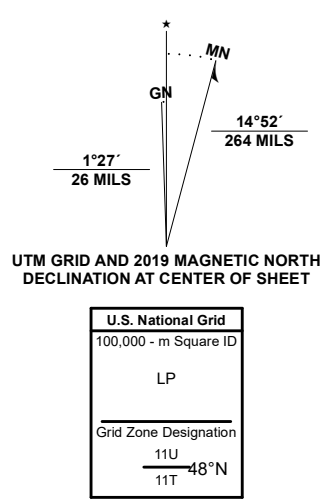 ★
MN
GN
14°52´
264 MILS
1°27´
26 MILS
UTM GRID AND 2019 MAGNETIC NORTH
DECLINATION AT CENTER OF SHEET
U.S. National Grid
100,000 - m Square ID
LP
Grid Zone Designation
11U
48°N
11T